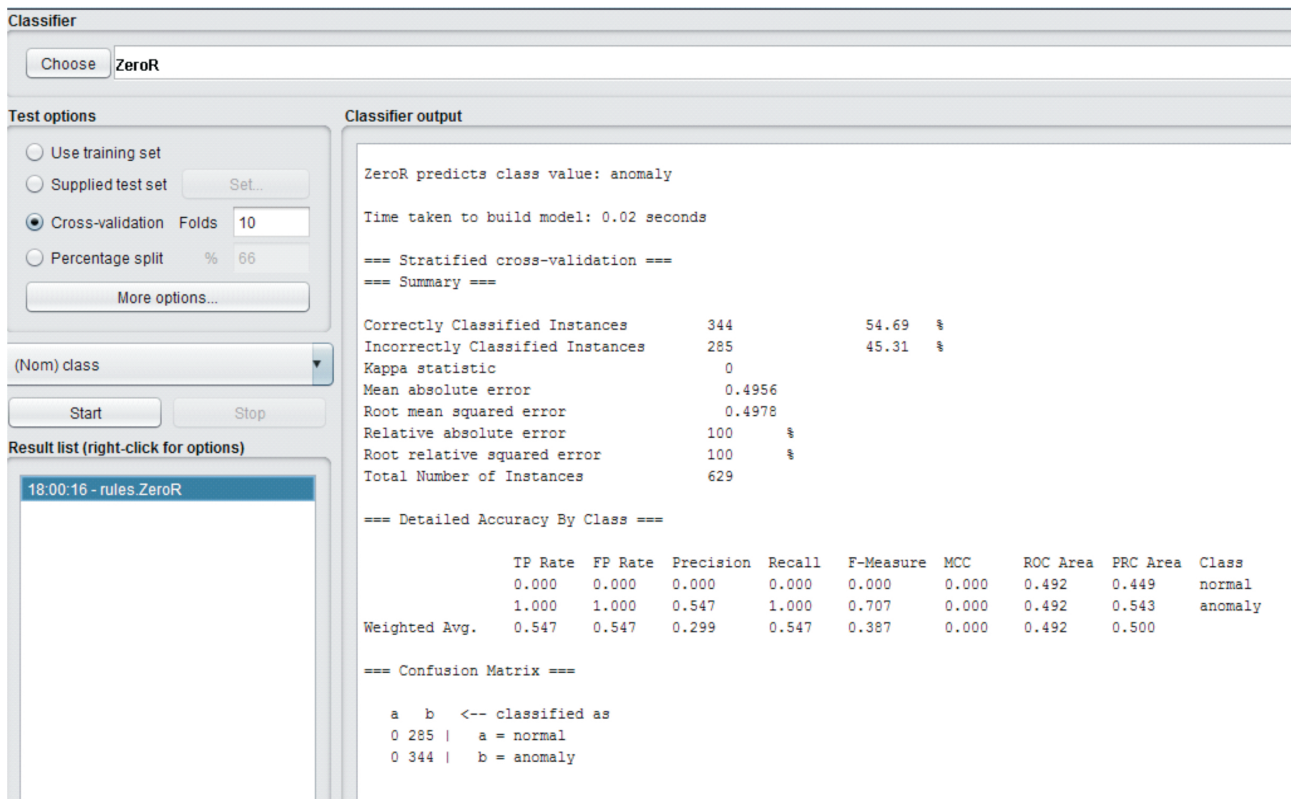 Classifier
Choose ZeroR
Test options
Use training set
Supplied test set Set...
Cross-validation Folds 10
Percentage split % 66
More options...
(Nom) class
Start Stop
Result list (right-click for options)
18:00:16 - rules.ZeroR
Classifier output
ZeroR predicts class value: anomaly
Time taken to build model: 0.02 seconds
=== Stratified cross-validation ===
=== Summary ===
Correctly Classified Instances 344 54.69 %
Incorrectly Classified Instances 285 45.31 %
Kappa statistic 0
Mean absolute error 0.4956
Root mean squared error 0.4978
Relative absolute error 100 %
Root relative squared error 100 %
Total Number of Instances 629
=== Detailed Accuracy By Class ===
TP Rate FP Rate Precision Recall F-Measure MCC ROC Area PRC Area Class
0.000 0.000 0.000 0.000 0.000 0.000 0.492 0.449 normal
1.000 1.000 0.547 1.000 0.707 0.000 0.492 0.543 anomaly
Weighted Avg. 0.547 0.547 0.299 0.547 0.387 0.000 0.492 0.500
=== Confusion Matrix ===
a b <-- classified as
0 285 | a = normal
0 344 | b = anomaly